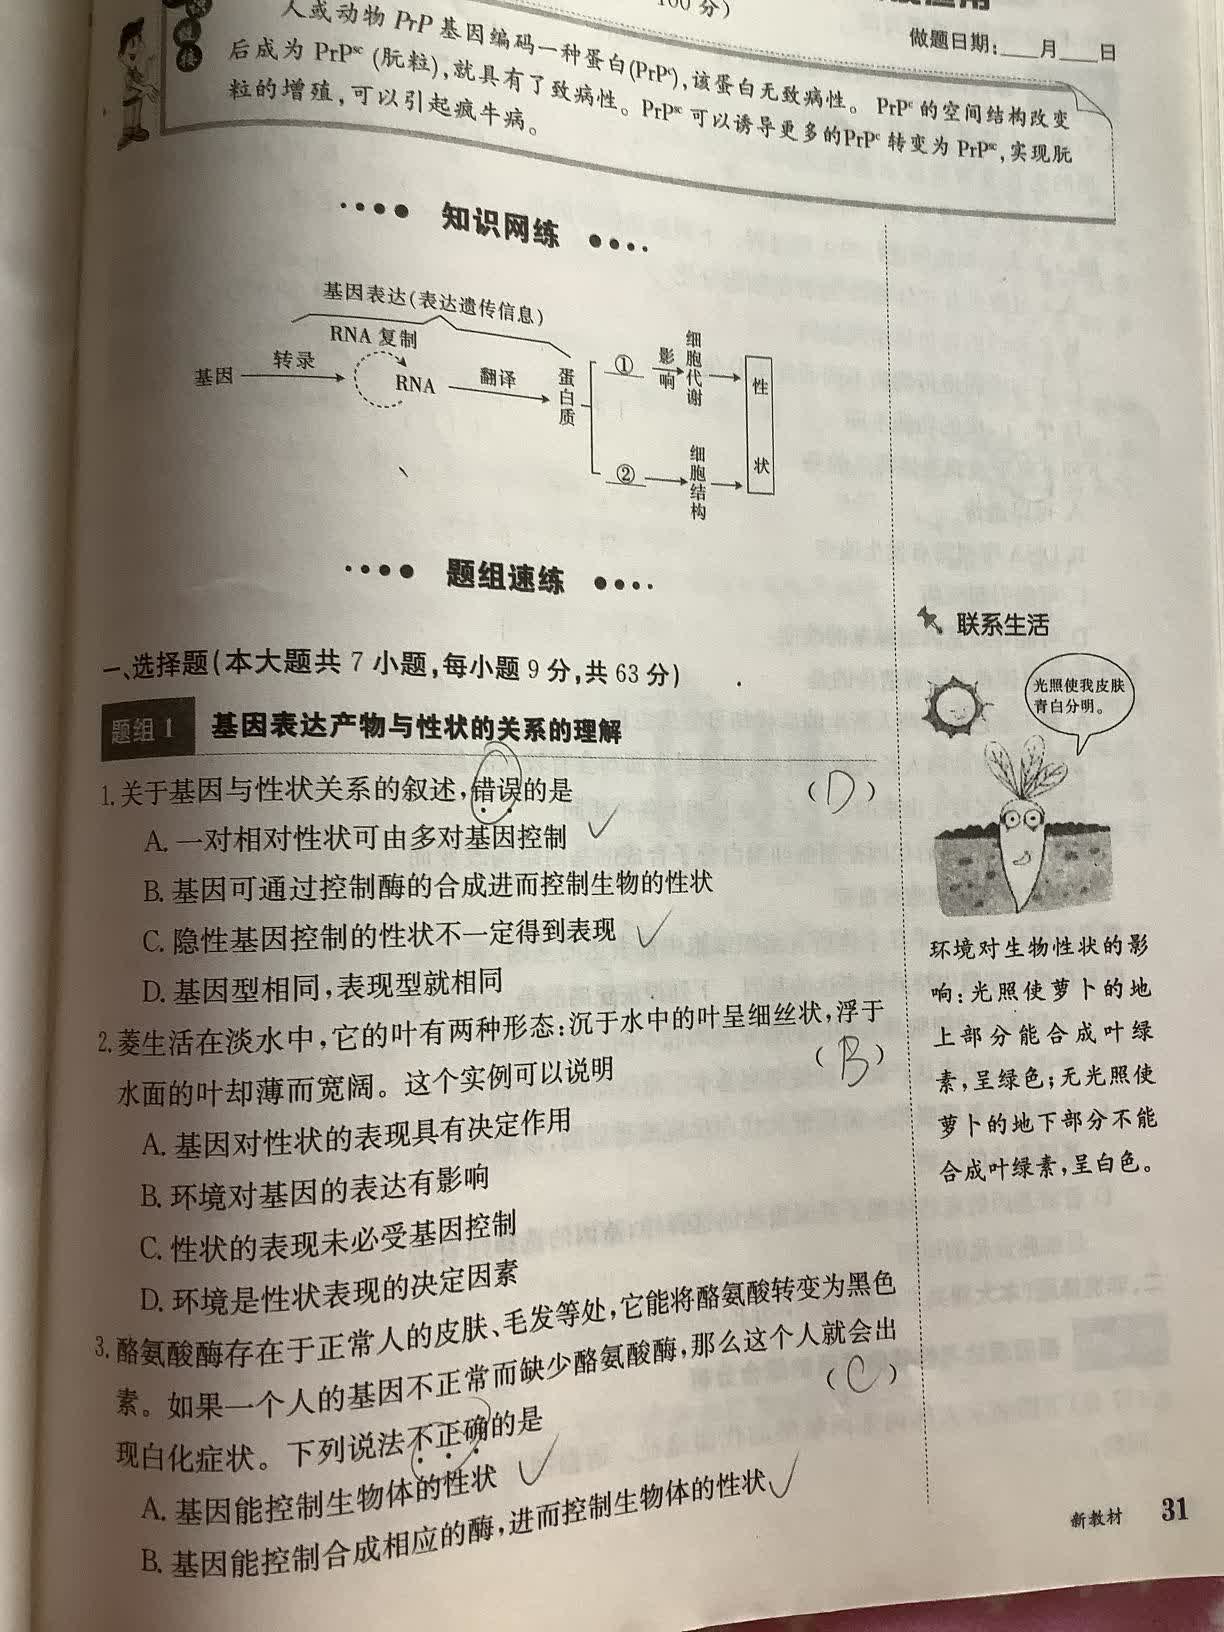 100分)
做题日期:____月____日
人或动物 PrP 基因编码一种蛋白(PrPᶜ),该蛋白无致病性。PrPᶜ 的空间结构改变
后成为 PrPˢᶜ (朊粒),就具有了致病性。PrPˢᶜ 可以诱导更多的PrPᶜ 转变为 PrPˢᶜ,实现朊
粒的增殖,可以引起疯牛病。
知识网练
基因表达(表达遗传信息)
RNA 复制
基因 转录 RNA 翻译 蛋白质
① 影响 细胞代谢
② 细胞结构
性状
题组速练
一、选择题(本大题共 7 小题,每小题 9 分,共 63 分)
题组1 基因表达产物与性状的关系的理解
1.关于基因与性状关系的叙述,错误的是 (D)
A.一对相对性状可由多对基因控制
B.基因可通过控制酶的合成进而控制生物的性状
C.隐性基因控制的性状不一定得到表现
D.基因型相同,表现型就相同
2.菱生活在淡水中,它的叶有两种形态:沉于水中的叶呈细丝状,浮于
水面的叶却薄而宽阔。这个实例可以说明 (B)
A.基因对性状的表现具有决定作用
B.环境对基因的表达有影响
C.性状的表现未必受基因控制
D.环境是性状表现的决定因素
3.酪氨酸酶存在于正常人的皮肤、毛发等处,它能将酪氨酸转变为黑色
素。如果一个人的基因不正常而缺少酪氨酸酶,那么这个人就会出
现白化症状。下列说法不正确的是 (C)
A.基因能控制生物体的性状
B.基因能控制合成相应的酶,进而控制生物体的性状
联系生活
光照使我皮肤
青白分明。
环境对生物性状的影
响:光照使萝卜的地
上部分能合成叶绿
素,呈绿色;无光照使
萝卜的地下部分不能
合成叶绿素,呈白色。
新教材 31